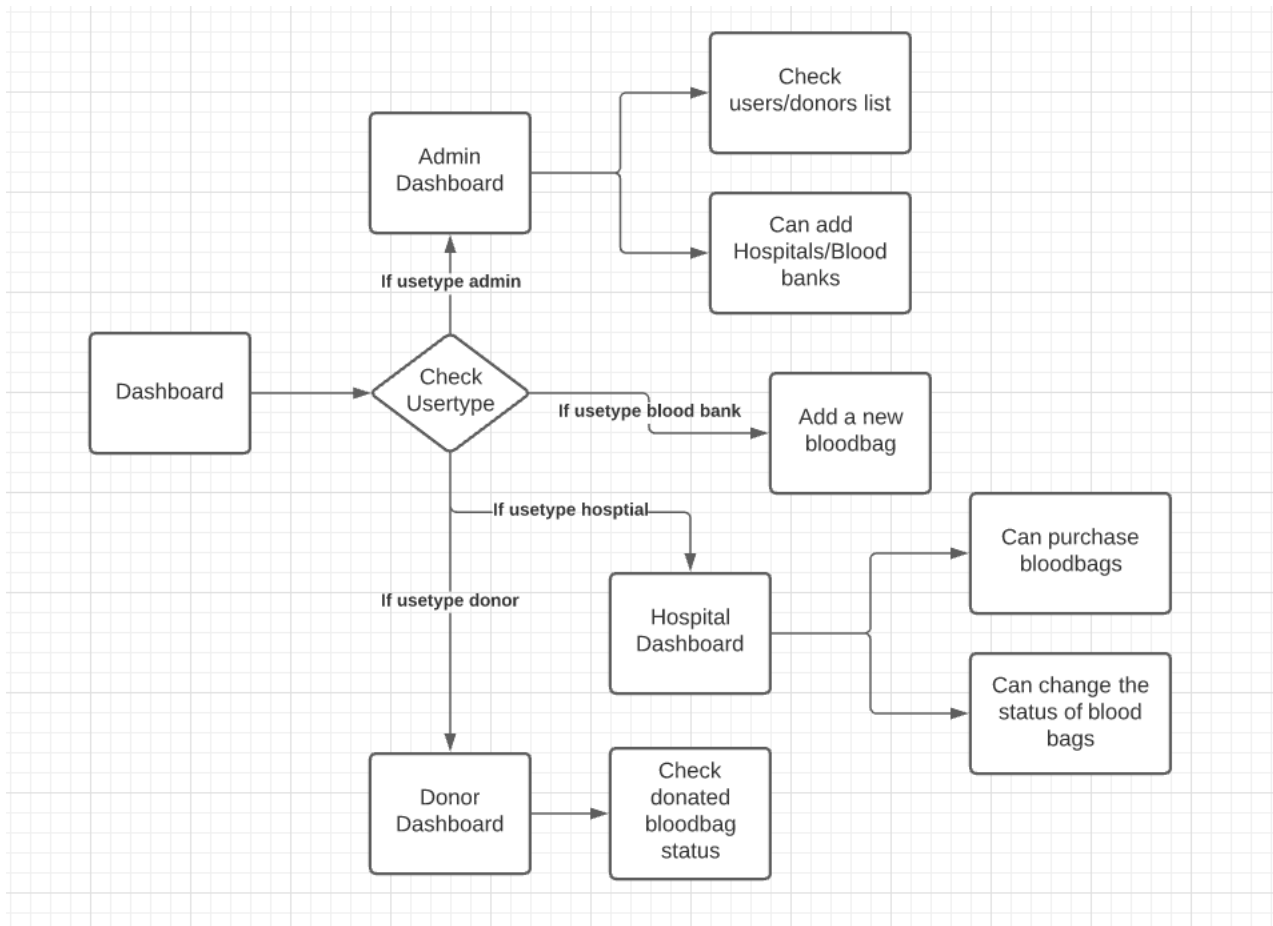 Check
users/donors list
Admin
Dashboard
Can add
Hospitals/Blood
banks
If usetype admin
Dashboard
Check
Usertype
If usetype blood bank
Add a new
bloodbag
If usetype hosptial
Can purchase
bloodbags
If usetype donor
Hospital
Dashboard
Can change the
status of blood
bags
Donor
Dashboard
Check
donated
bloodbag
status